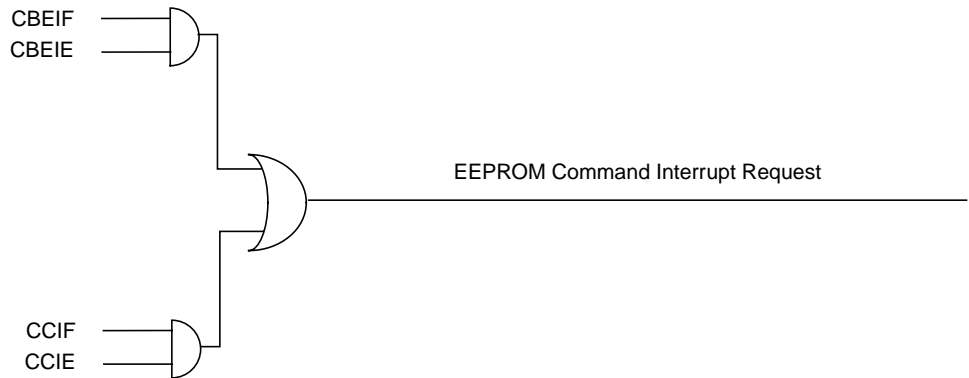 CBEIF
CBEIE
EEPROM Command Interrupt Request
CCIF
CCIE